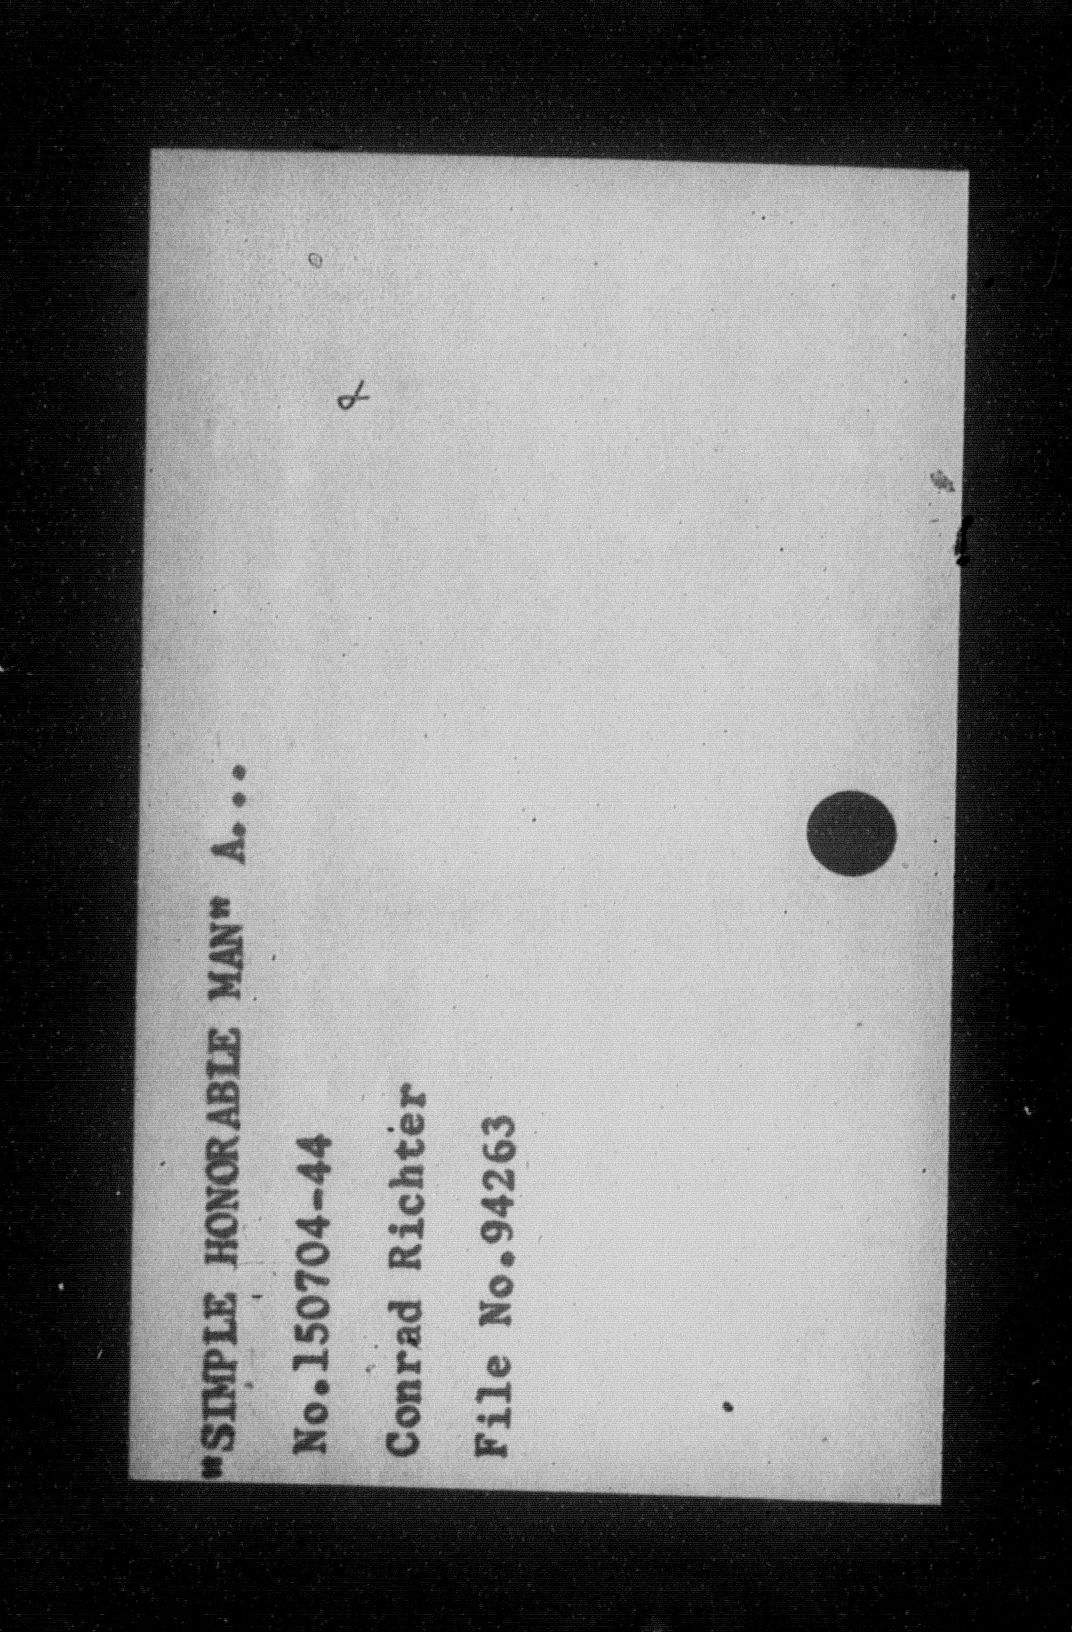 "SIMPLE HONORABLE MAN" A...
No.150704-44
Conrad Richter
File No.94263